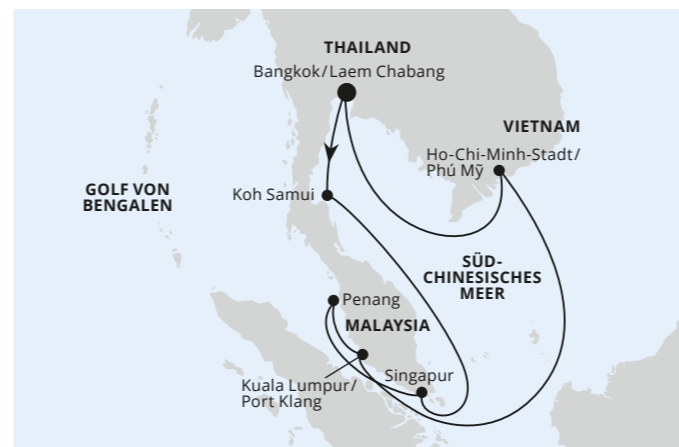 THAILAND
Bangkok/Laem Chabang
VIETNAM
Ho-Chi-Minh-Stadt/
Phú Mỹ
GOLF VON
BENGALEN
Koh Samui
SÜD-
CHINESISCHES
MEER
Penang
MALAYSIA
Singapur
Kuala Lumpur/
Port Klang